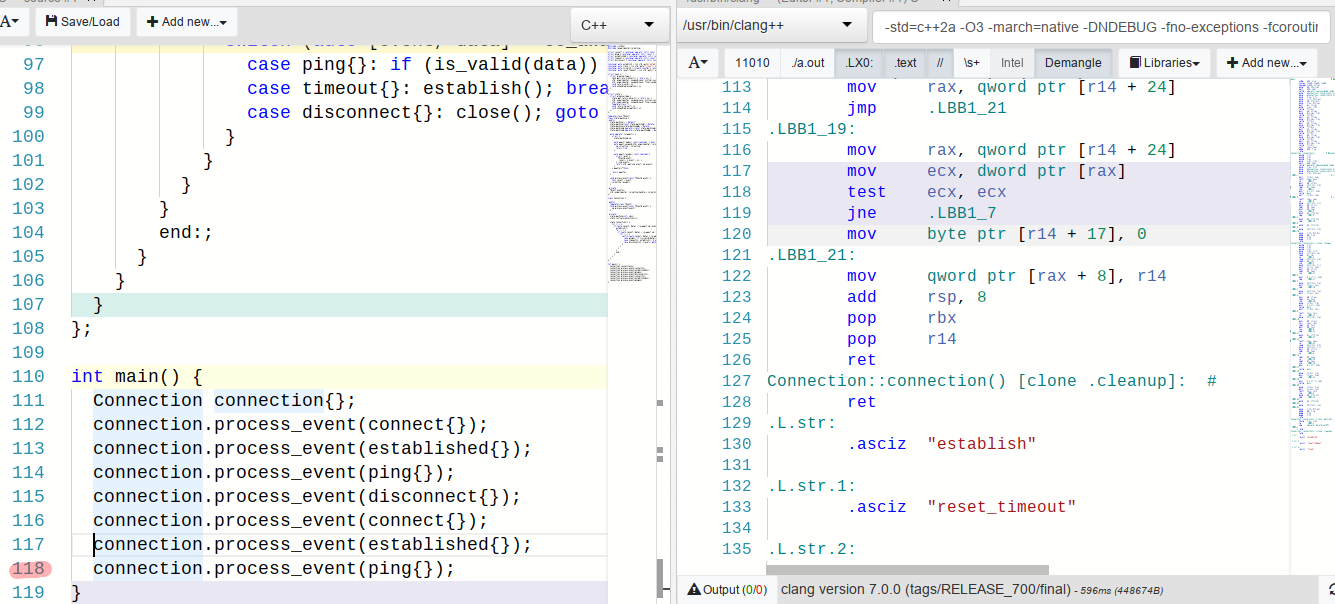 A▾ Save/Load + Add new...▾ C++
97 case ping{}: if (is_valid(data))
98 case timeout{}: establish(); brea
99 case disconnect{}: close(); goto
100 }
101 }
102 }
103 }
104 end:;
105 }
106 }
107 }
108 };
109
110 int main() {
111 Connection connection{};
112 connection.process_event(connect{});
113 connection.process_event(established{});
114 connection.process_event(ping{});
115 connection.process_event(disconnect{});
116 connection.process_event(connect{});
117 connection.process_event(established{});
118 connection.process_event(ping{});
119 }
/usr/bin/clang++ -std=c++2a -O3 -march=native -DNDEBUG -fno-exceptions -fcoroutin
A▾ 11010 ./a.out .LX0: .text // \s+ Intel Demangle Libraries▾ + Add new...▾
113 mov rax, qword ptr [r14 + 24]
114 jmp .LBB1_21
115 .LBB1_19:
116 mov rax, qword ptr [r14 + 24]
117 mov ecx, dword ptr [rax]
118 test ecx, ecx
119 jne .LBB1_7
120 mov byte ptr [r14 + 17], 0
121 .LBB1_21:
122 mov qword ptr [rax + 8], r14
123 add rsp, 8
124 pop rbx
125 pop r14
126 ret
127 Connection::connection() [clone .cleanup]: #
128 ret
129 .L.str:
130 .asciz "establish"
131
132 .L.str.1:
133 .asciz "reset_timeout"
134
135 .L.str.2:
Output (0/0) clang version 7.0.0 (tags/RELEASE_700/final) - 596ms (448674B)